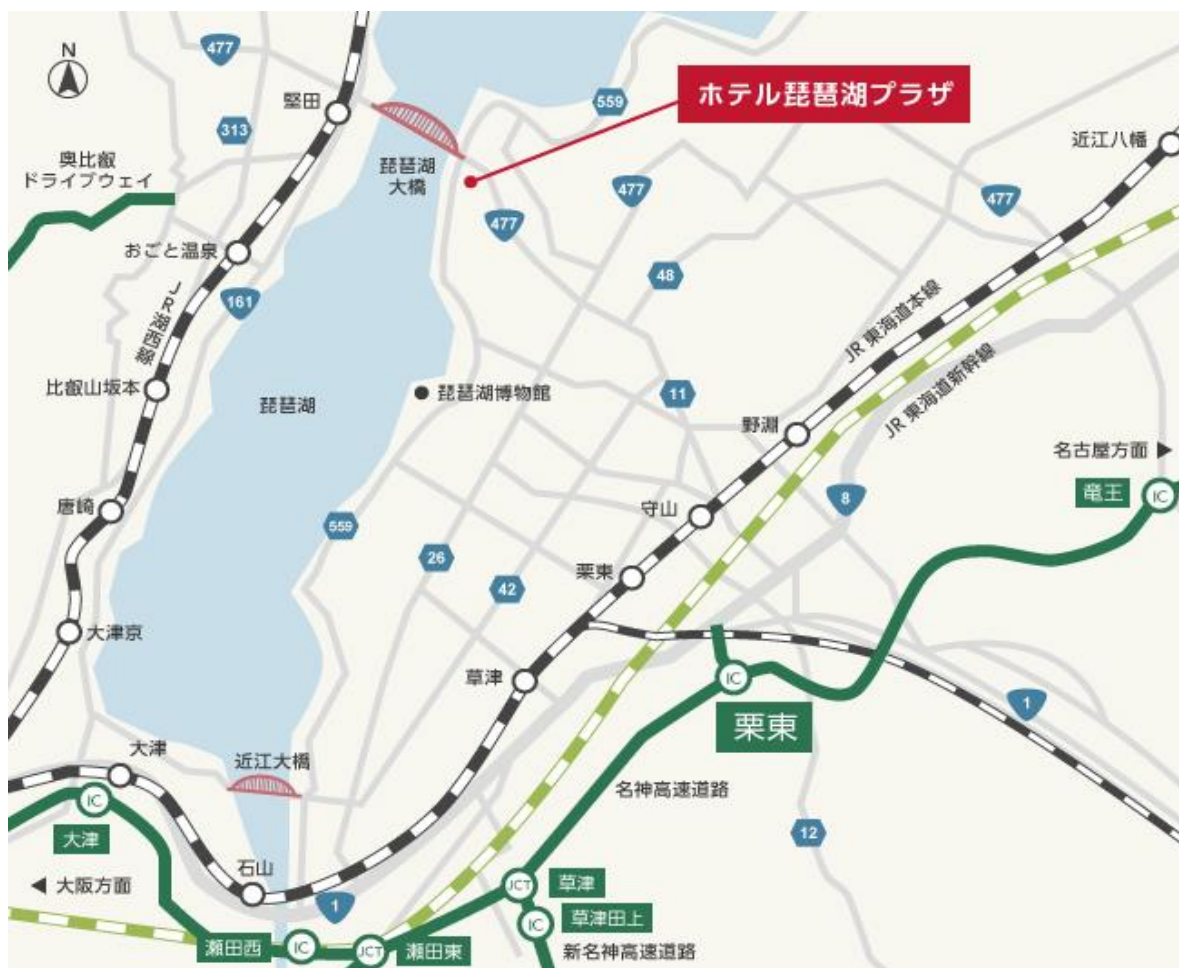 N
477
堅田
559
ホテル琵琶湖プラザ
313
奥比叡
ドライブウェイ
琵琶湖
大橋
近江八幡
477
477
477
おごと温泉
48
161
JR湖西線
JR 東海道本線
比叡山坂本
琵琶湖
琵琶湖博物館
11
JR 東海道新幹線
野淵
名古屋方面
竜王
IC
唐崎
守山
8
559
26
栗東
42
大津京
草津
IC
栗東
1
大津
近江大橋
名神高速道路
IC
大津
12
石山
大阪方面
1
JCT
草津
IC
草津田上
瀬田西
IC
JCT
瀬田東
新名神高速道路